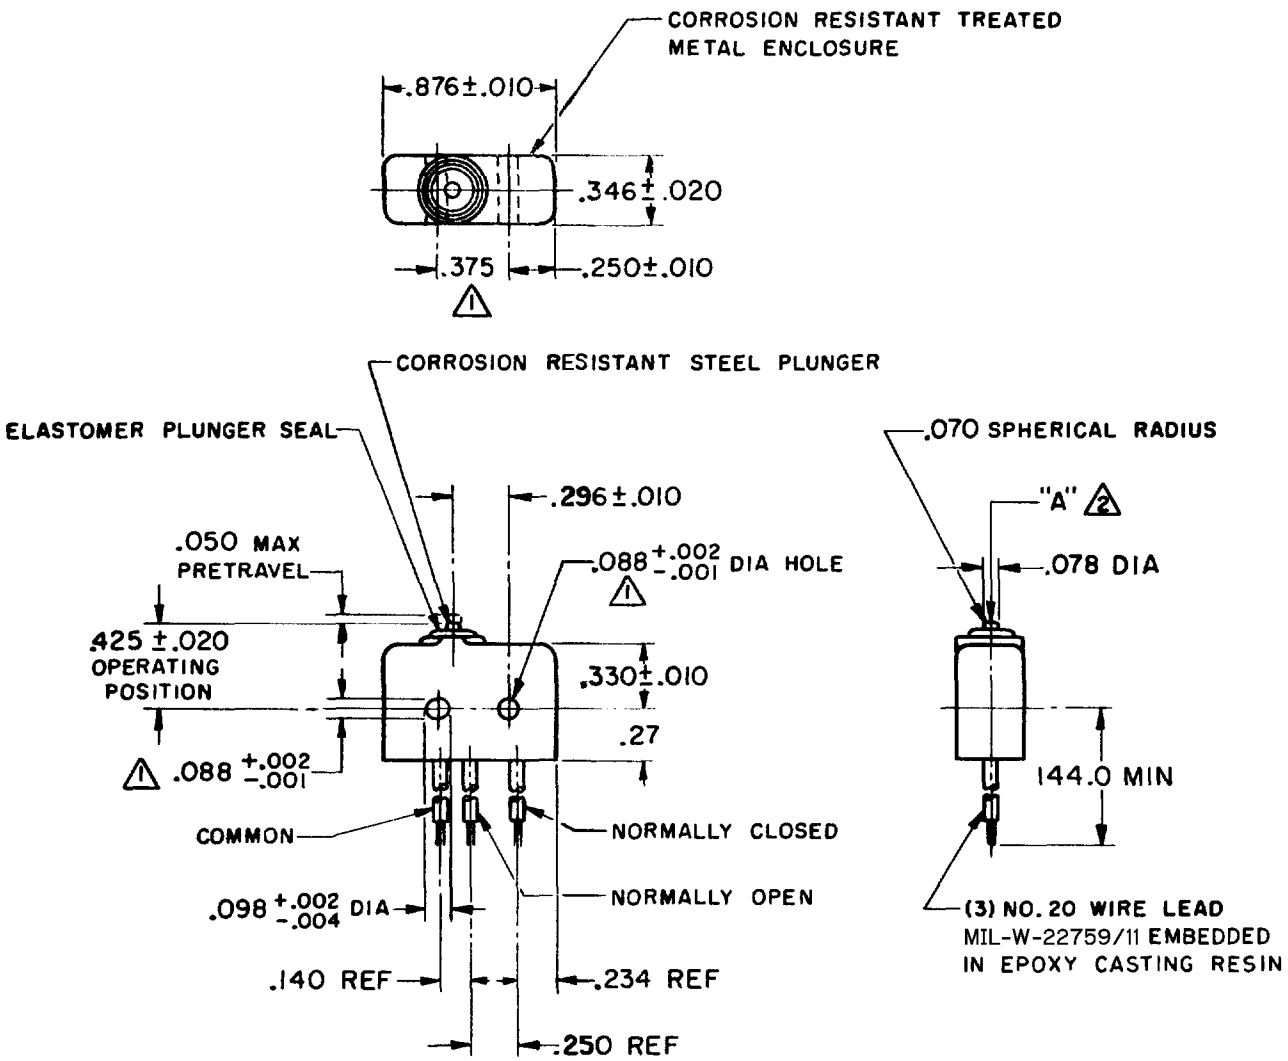 CORROSION RESISTANT TREATED
METAL ENCLOSURE
.876±.010
.346±.020
.375
.250±.010
1
CORROSION RESISTANT STEEL PLUNGER
ELASTOMER PLUNGER SEAL
.070 SPHERICAL RADIUS
.296±.010
"A" 2
.050 MAX
PRETRAVEL
.088 +.002 -.001 DIA HOLE
1
.078 DIA
.425 ±.020
OPERATING
POSITION
.330±.010
.27
1 .088 +.002 -.001
144.0 MIN
COMMON
NORMALLY CLOSED
NORMALLY OPEN
.098 +.002 -.004 DIA
(3) NO. 20 WIRE LEAD
MIL-W-22759/11 EMBEDDED
IN EPOXY CASTING RESIN
.140 REF
.234 REF
.250 REF